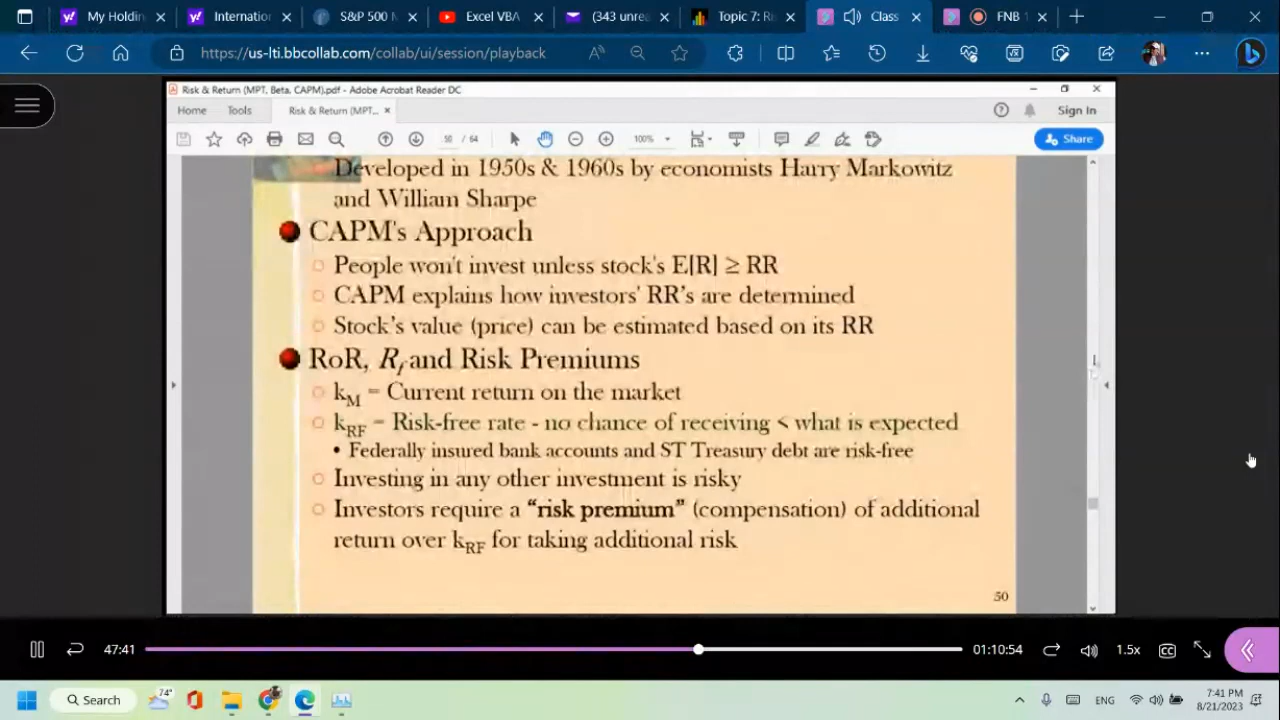 My Holding
Internation
S&P 500 M
Excel VBA
(343 unrea
Topic 7: Ri
Class
FNB 1
https://us-lti.bbcollab.com/collab/ui/session/playback
Risk & Return (MPT, Beta, CAPM).pdf - Adobe Acrobat Reader DC
Home Tools Risk & Return (MPT... × Sign In
50 / 64 100% Share
Developed in 1950s & 1960s by economists Harry Markowitz
and William Sharpe
CAPM's Approach
People won't invest unless stock's E[R] ≥ RR
CAPM explains how investors' RR's are determined
Stock's value (price) can be estimated based on its RR
RoR, Rf and Risk Premiums
kM = Current return on the market
kRF = Risk-free rate - no chance of receiving < what is expected
• Federally insured bank accounts and ST Treasury debt are risk-free
Investing in any other investment is risky
Investors require a “risk premium” (compensation) of additional
return over kRF for taking additional risk
50
47:41 01:10:54 1.5x CC
Search 74° ENG 7:41 PM
8/21/2023